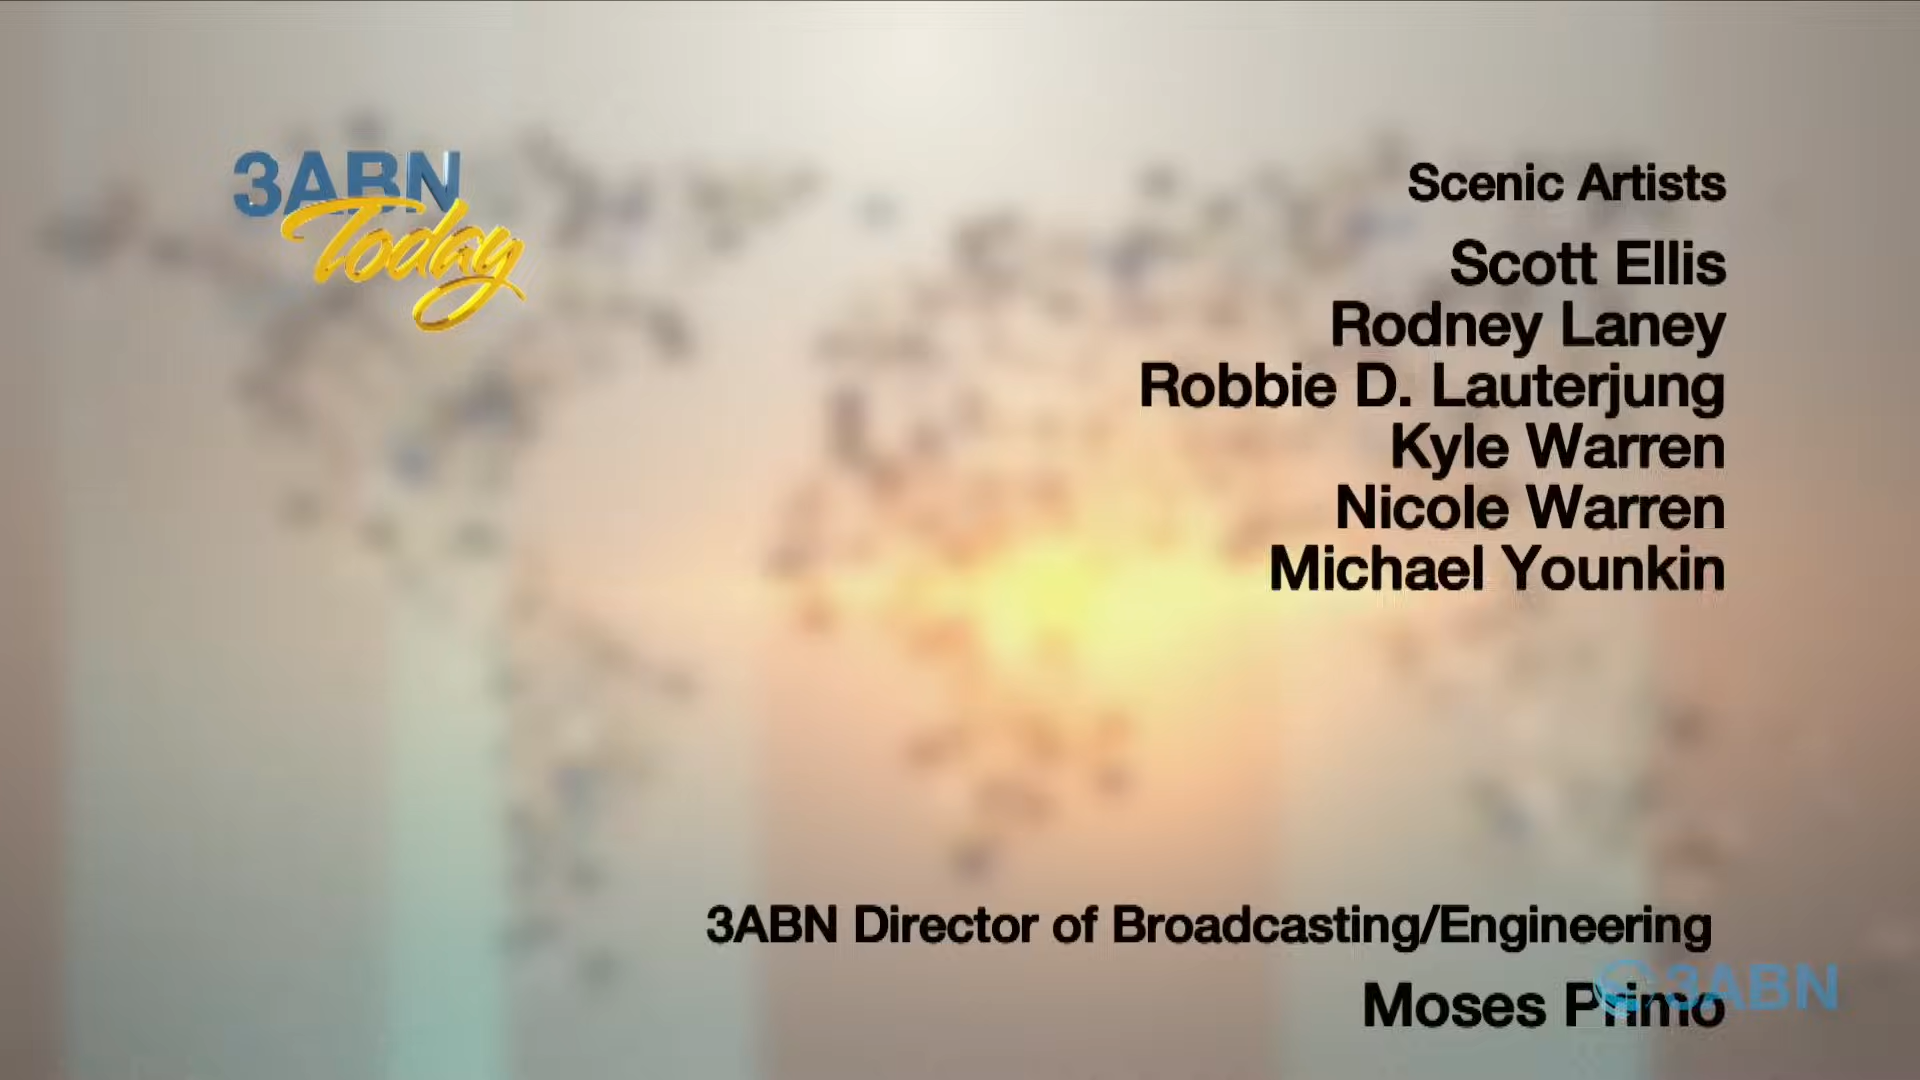 3ABN
Today
Scenic Artists
Scott Ellis
Rodney Laney
Robbie D. Lauterjung
Kyle Warren
Nicole Warren
Michael Younkin
3ABN Director of Broadcasting/Engineering
Moses Primo
3ABN